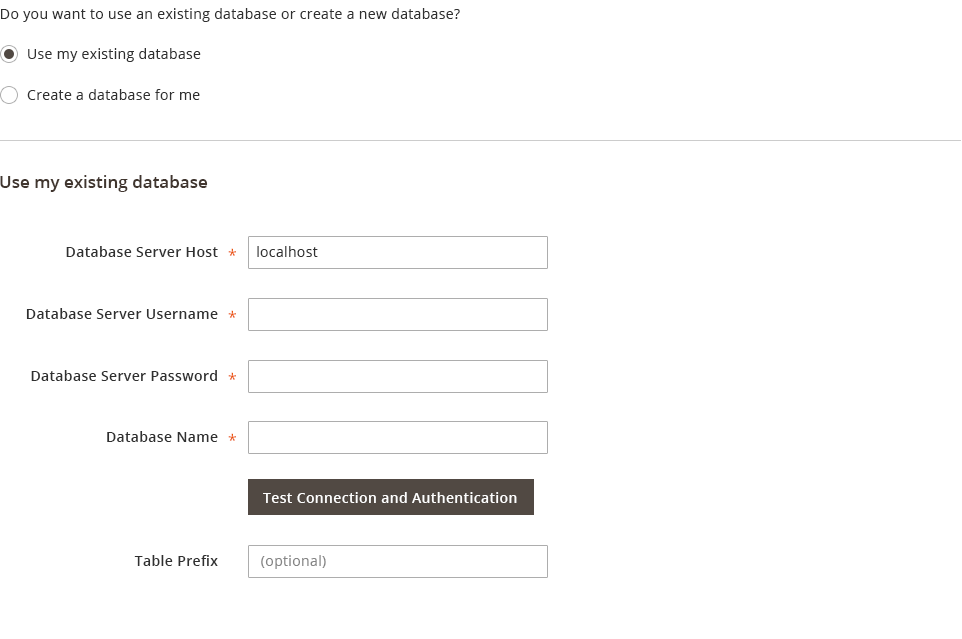 Do you want to use an existing database or create a new database?
Use my existing database
Create a database for me
Use my existing database
Database Server Host * localhost
Database Server Username *
Database Server Password *
Database Name *
Test Connection and Authentication
Table Prefix (optional)